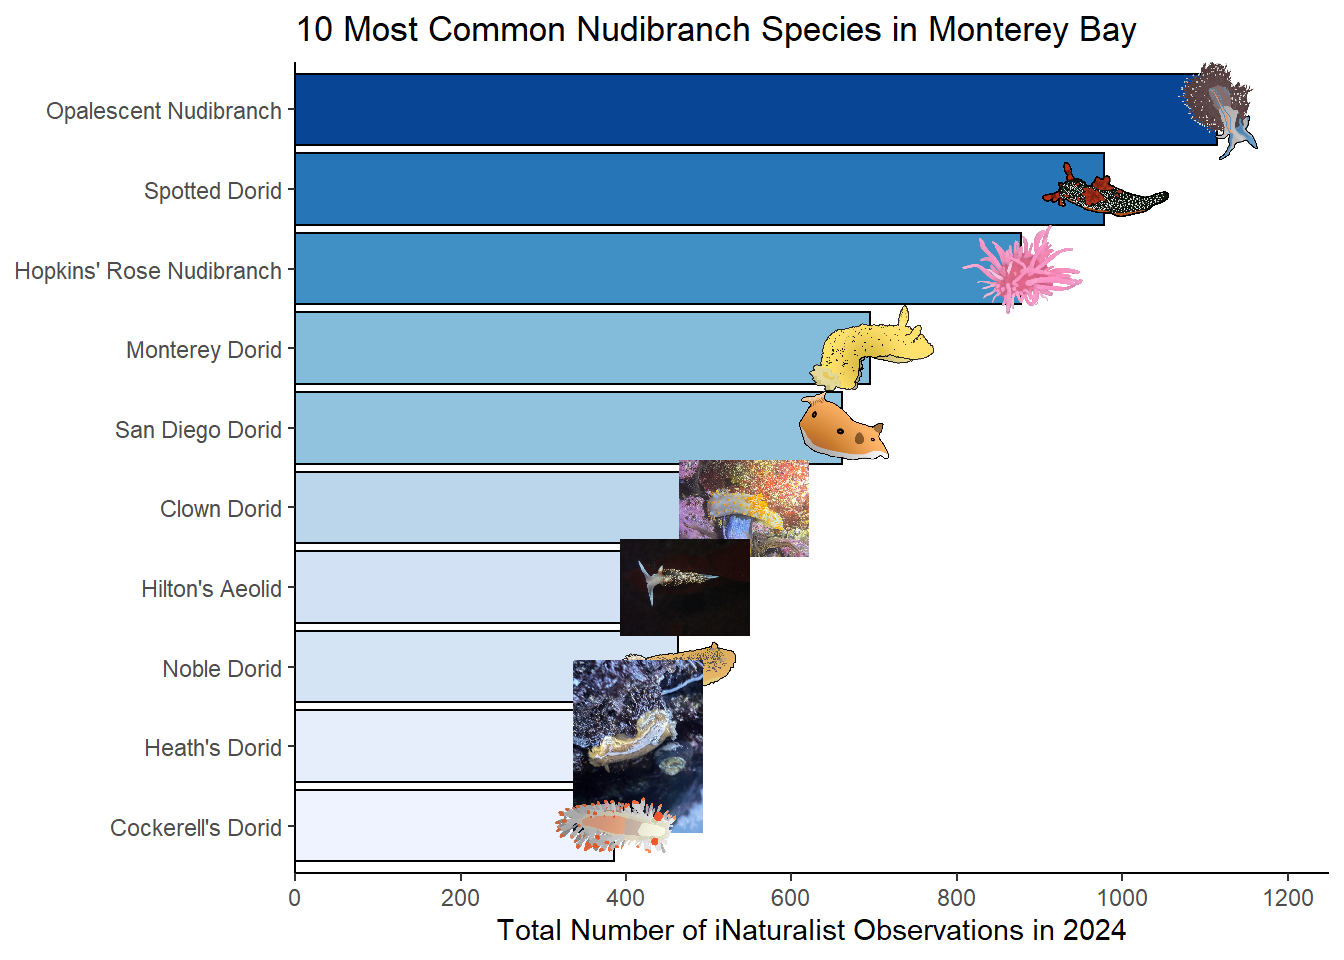 10 Most Common Nudibranch Species in Monterey Bay
Opalescent Nudibranch
Spotted Dorid
Hopkins' Rose Nudibranch
Monterey Dorid
San Diego Dorid
Clown Dorid
Hilton's Aeolid
Noble Dorid
Heath's Dorid
Cockerell's Dorid
0 200 400 600 800 1000 1200
Total Number of iNaturalist Observations in 2024